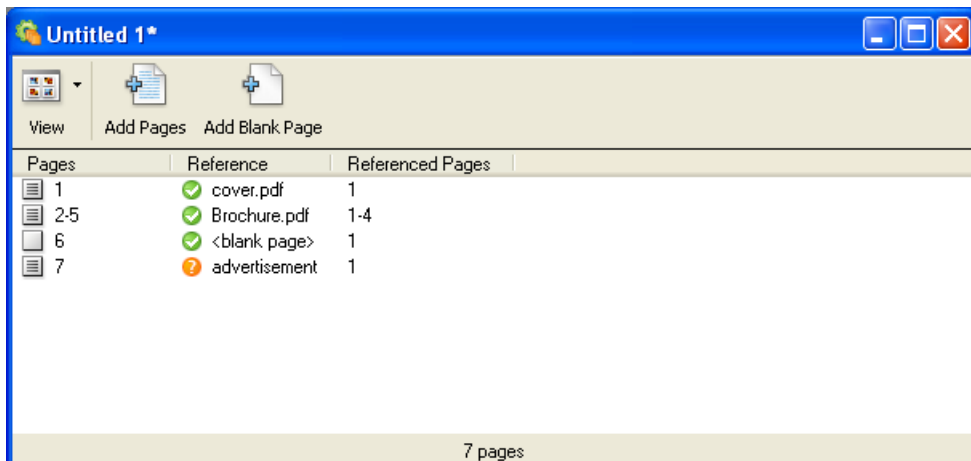 Untitled 1*
View Add Pages Add Blank Page
Pages Reference Referenced Pages
1 cover.pdf 1
2-5 Brochure.pdf 1-4
6 <blank page> 1
7 advertisement 1
7 pages